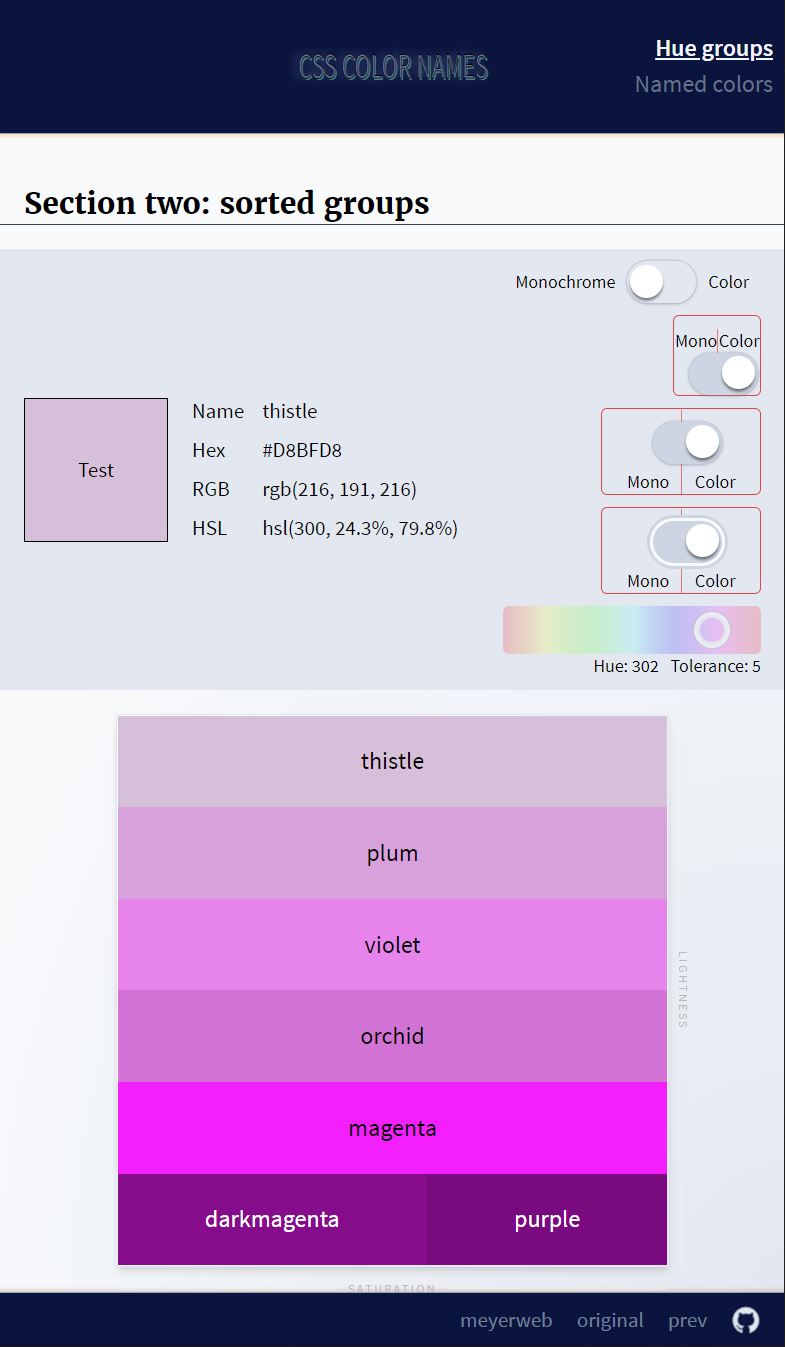 CSS COLOR NAMES
Hue groups
Named colors
Section two: sorted groups
Monochrome Color
Mono Color
Mono Color
Mono Color
Test
Name thistle
Hex #D8BFD8
RGB rgb(216, 191, 216)
HSL hsl(300, 24.3%, 79.8%)
Hue: 302 Tolerance: 5
thistle
plum
violet
orchid
magenta
darkmagenta purple
LIGHTNESS
SATURATION
meyerweb original prev